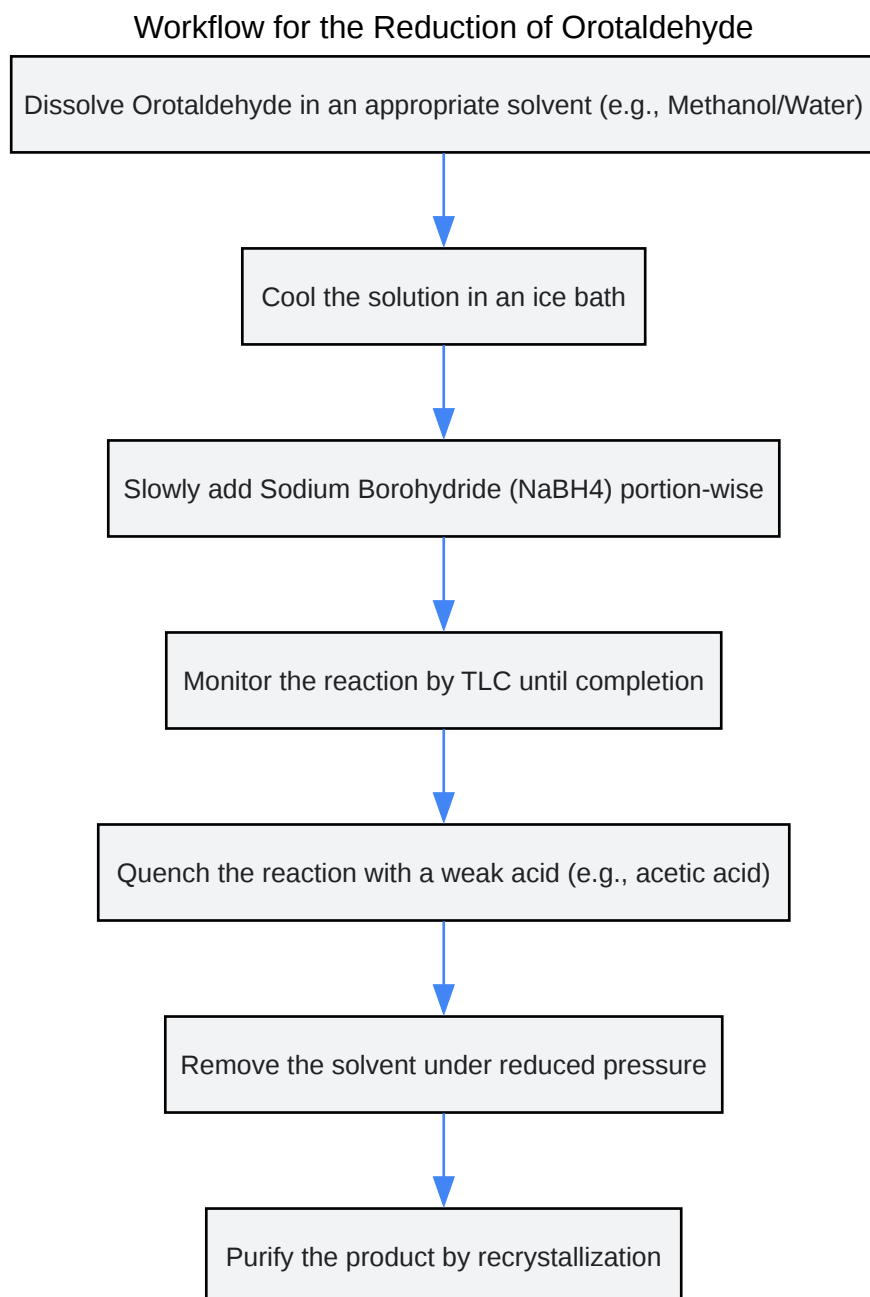 Workflow for the Reduction of Orotaldehyde
Dissolve Orotaldehyde in an appropriate solvent (e.g., Methanol/Water)
Cool the solution in an ice bath
Slowly add Sodium Borohydride (NaBH4) portion-wise
Monitor the reaction by TLC until completion
Quench the reaction with a weak acid (e.g., acetic acid)
Remove the solvent under reduced pressure
Purify the product by recrystallization